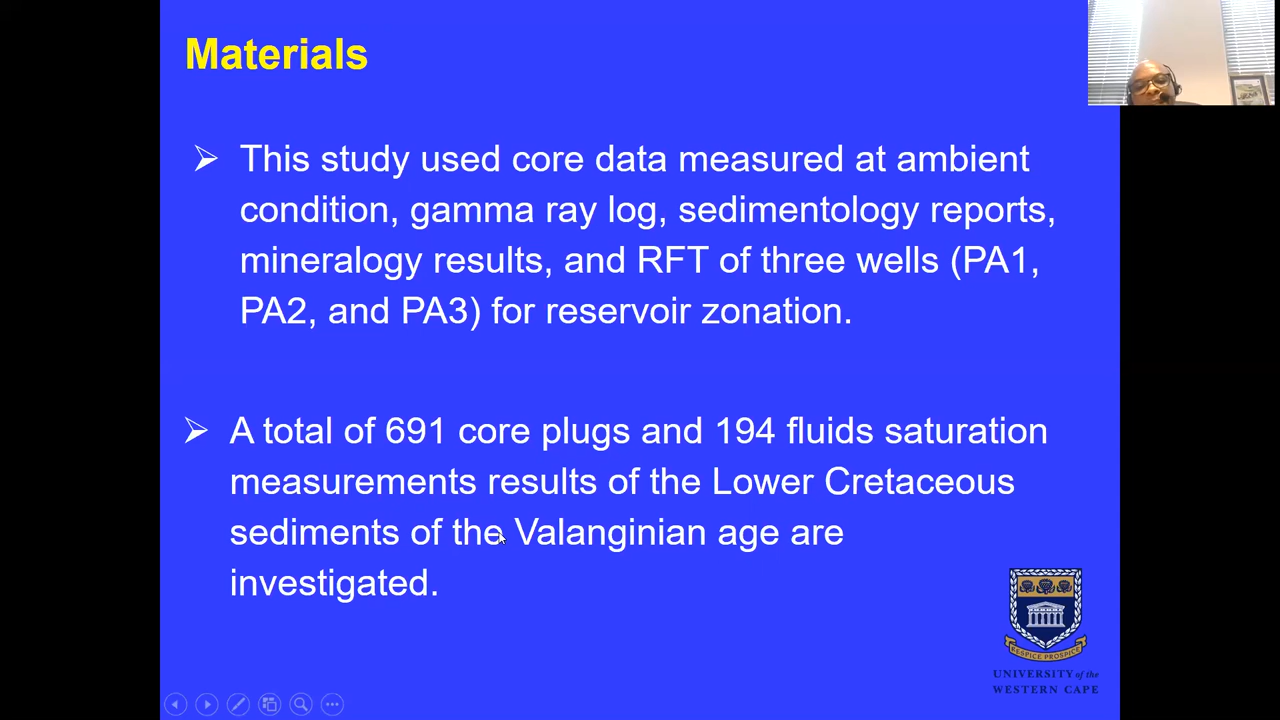 Materials
➢ This study used core data measured at ambient
condition, gamma ray log, sedimentology reports,
mineralogy results, and RFT of three wells (PA1,
PA2, and PA3) for reservoir zonation.
➢ A total of 691 core plugs and 194 fluids saturation
measurements results of the Lower Cretaceous
sediments of the Valanginian age are
investigated.
RESPICE PROSPICE
UNIVERSITY of the
WESTERN CAPE